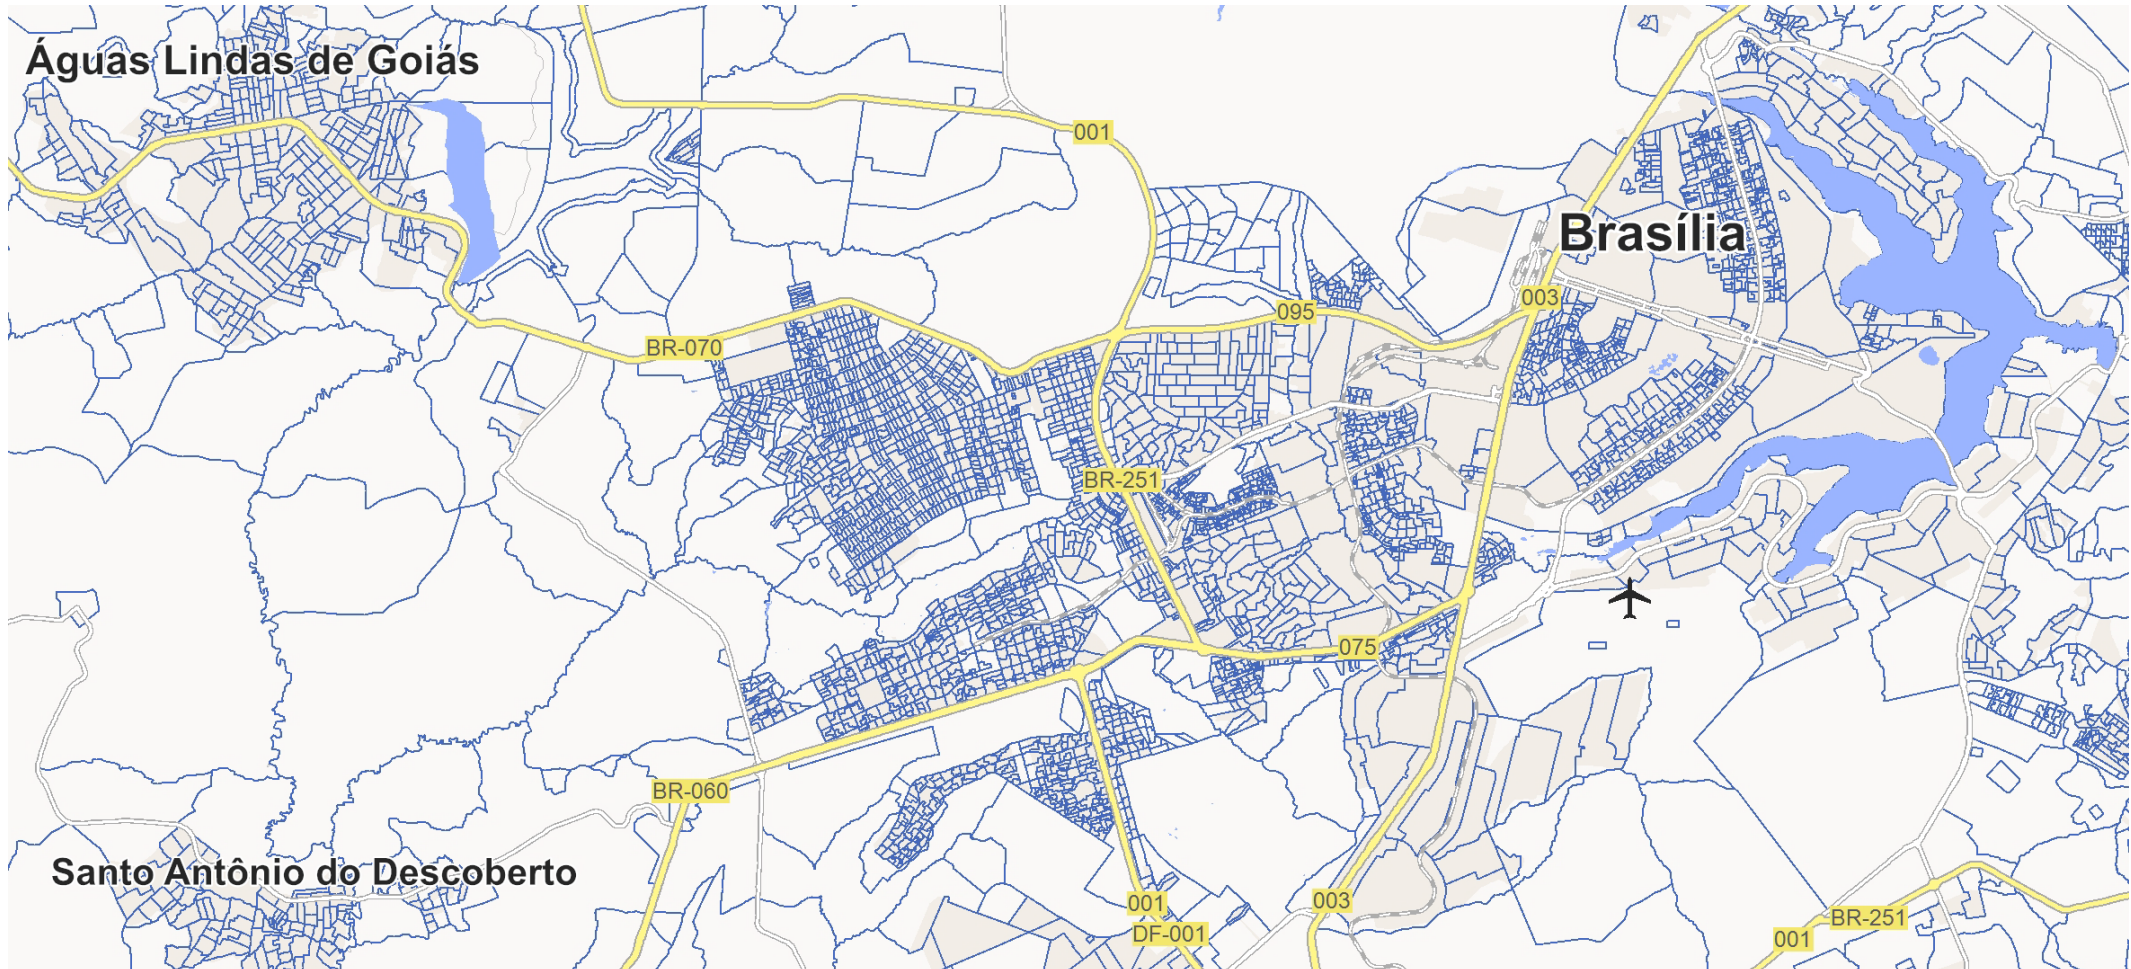 Águas Lindas de Goiás
001
Brasília
003
095
BR-070
BR-251
075
BR-060
Santo Antônio do Descoberto
001
003
DF-001
BR-251
001